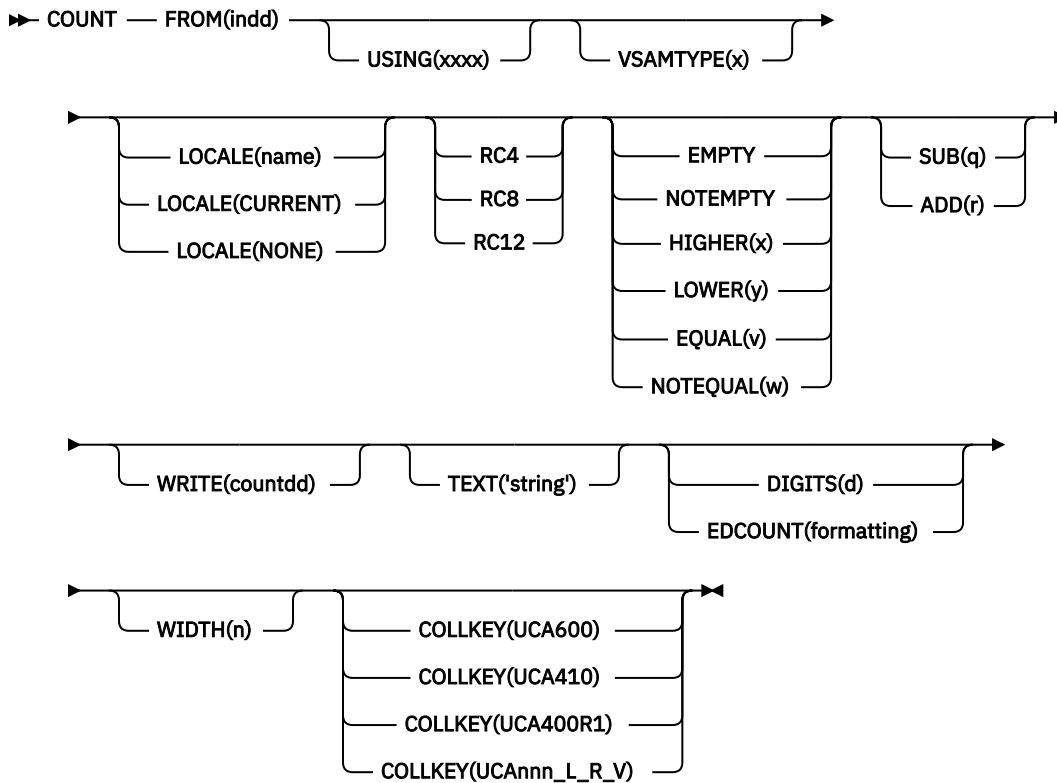 COUNT FROM(indd)
USING(xxxx) VSAMTYPE(x)
LOCALE(name) RC4 EMPTY SUB(q)
LOCALE(CURRENT) RC8 NOTEMPTY ADD(r)
LOCALE(NONE) RC12 HIGHER(x)
LOWER(y)
EQUAL(v)
NOTEQUAL(w)
WRITE(countdd) TEXT('string') DIGITS(d)
EDCOUNT(formatting)
WIDTH(n) COLLKEY(UCA600)
COLLKEY(UCA410)
COLLKEY(UCA400R1)
COLLKEY(UCAnnn_L_R_V)